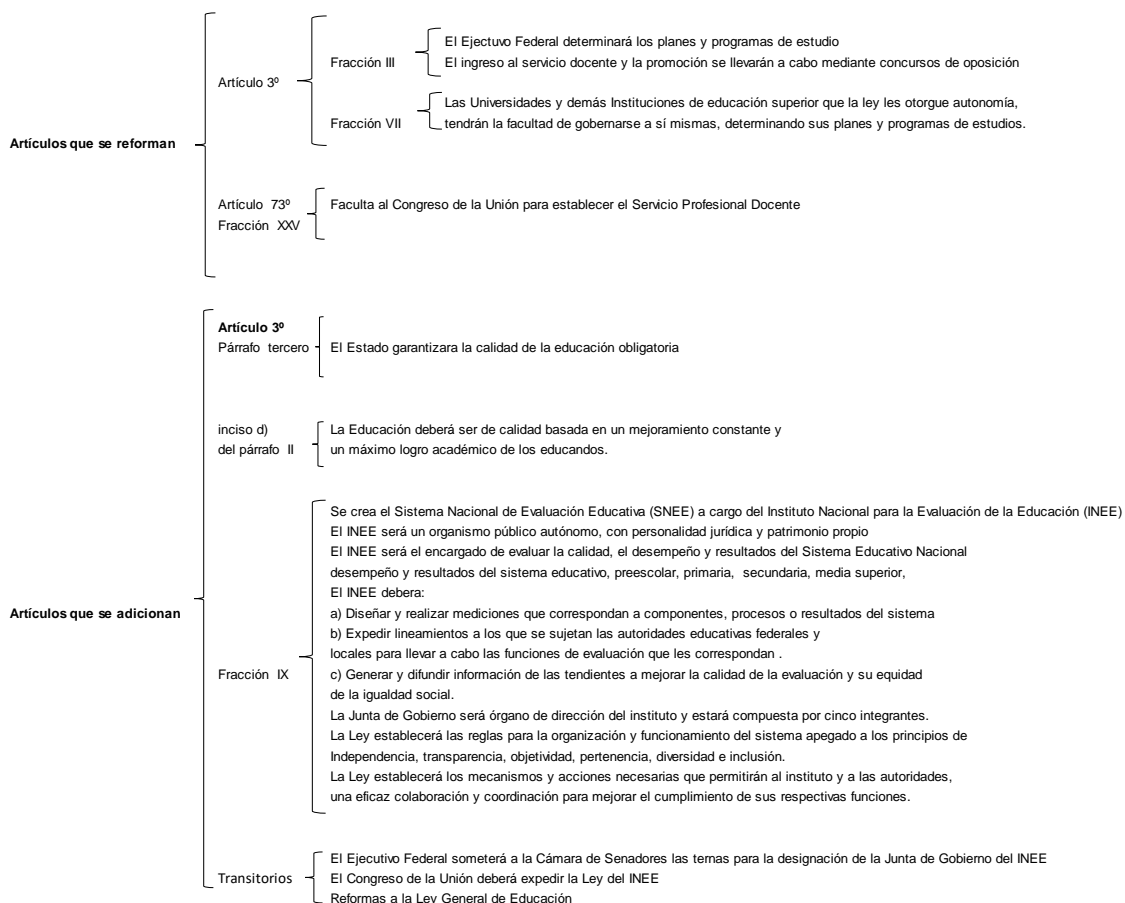 Artículos que se reforman
Artículo 3º
Fracción III
El Ejectuvo Federal determinará los planes y programas de estudio
El ingreso al servicio docente y la promoción se llevarán a cabo mediante concursos de oposición
Fracción VII
Las Universidades y demás Instituciones de educación superior que la ley les otorgue autonomía,
tendrán la facultad de gobernarse a sí mismas, determinando sus planes y programas de estudios.
Artículo 73º
Fracción XXV
Faculta al Congreso de la Unión para establecer el Servicio Profesional Docente
Artículos que se adicionan
Artículo 3º
Párrafo tercero
El Estado garantizara la calidad de la educación obligatoria
inciso d)
del párrafo II
La Educación deberá ser de calidad basada en un mejoramiento constante y
un máximo logro académico de los educandos.
Fracción IX
Se crea el Sistema Nacional de Evaluación Educativa (SNEE) a cargo del Instituto Nacional para la Evaluación de la Educación (INEE)
El INEE será un organismo público autónomo, con personalidad jurídica y patrimonio propio
El INEE será el encargado de evaluar la calidad, el desempeño y resultados del Sistema Educativo Nacional
desempeño y resultados del sistema educativo, preescolar, primaria, secundaria, media superior,
El INEE debera:
a) Diseñar y realizar mediciones que correspondan a componentes, procesos o resultados del sistema
b) Expedir lineamientos a los que se sujetan las autoridades educativas federales y
locales para llevar a cabo las funciones de evaluación que les correspondan .
c) Generar y difundir información de las tendientes a mejorar la calidad de la evaluación y su equidad
de la igualdad social.
La Junta de Gobierno será órgano de dirección del instituto y estará compuesta por cinco integrantes.
La Ley establecerá las reglas para la organización y funcionamiento del sistema apegado a los principios de
Independencia, transparencia, objetividad, pertenencia, diversidad e inclusión.
La Ley establecerá los mecanismos y acciones necesarias que permitirán al instituto y a las autoridades,
una eficaz colaboración y coordinación para mejorar el cumplimiento de sus respectivas funciones.
Transitorios
El Ejecutivo Federal someterá a la Cámara de Senadores las ternas para la designación de la Junta de Gobierno del INEE
El Congreso de la Unión deberá expedir la Ley del INEE
Reformas a la Ley General de Educación